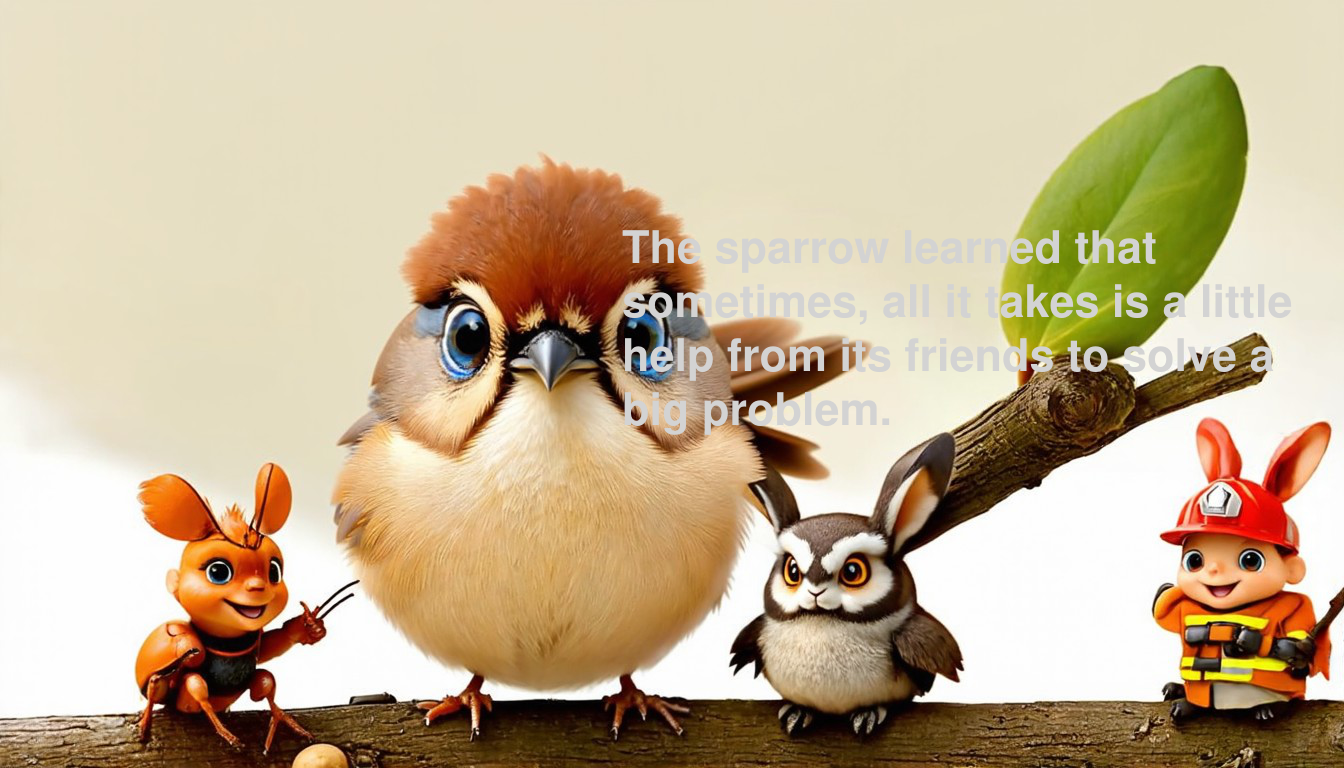 The sparrow learned that
sometimes, all it takes is a little
help from its friends to solve a
big problem.